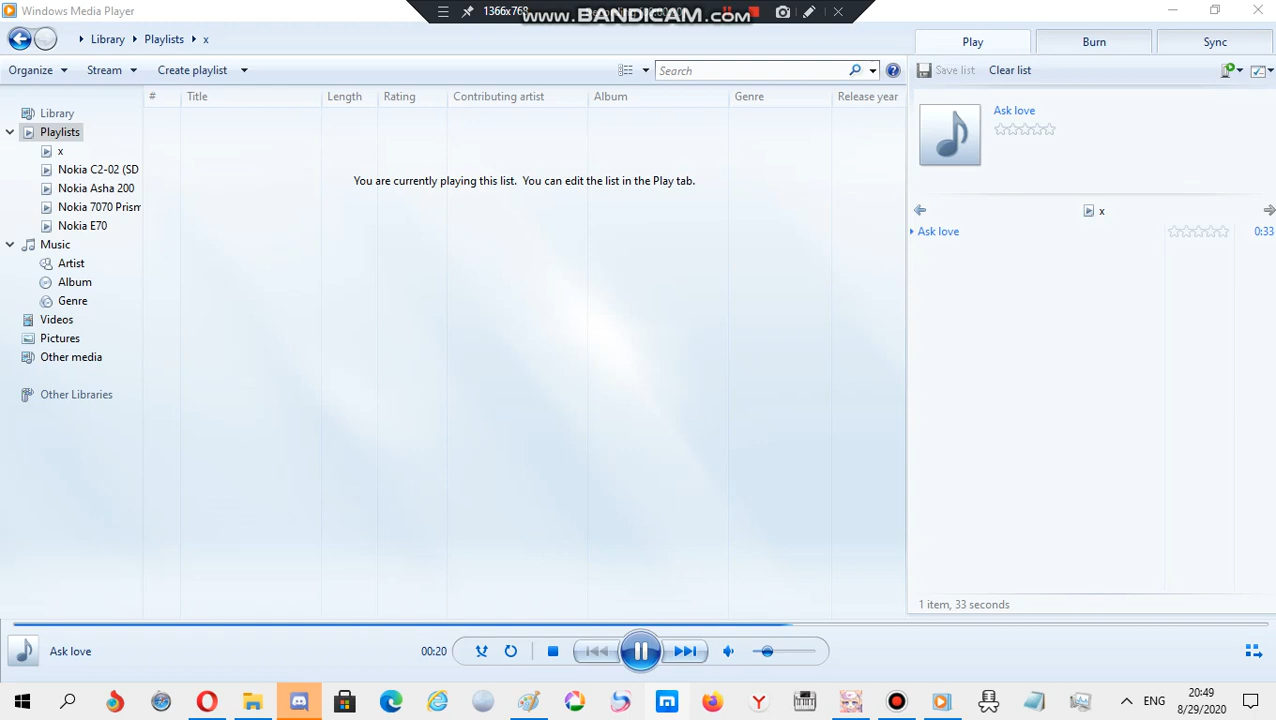 Windows Media Player
1366x768
www.BANDICAM.com
Library Playlists x
Play Burn Sync
Organize Stream Create playlist
Search
Save list Clear list
# Title Length Rating Contributing artist Album Genre Release year
Library
Playlists
x
Nokia C2-02 (SD
Nokia Asha 200
Nokia 7070 Prism
Nokia E70
Music
Artist
Album
Genre
Videos
Pictures
Other media
Other Libraries
You are currently playing this list. You can edit the list in the Play tab.
Ask love
x
Ask love 0:33
1 item, 33 seconds
Ask love 00:20
ENG
20:49
8/29/2020